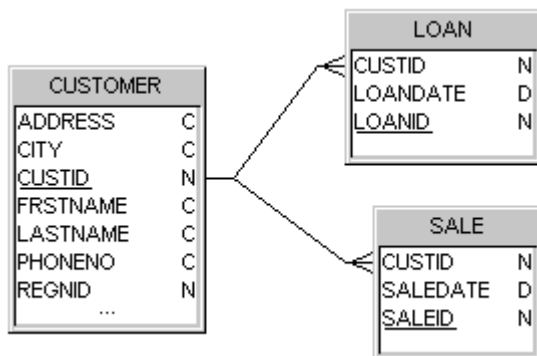 CUSTOMER
ADDRESS C
CITY C
CUSTID N
FRSTNAME C
LASTNAME C
PHONENO C
REGNID N
...
LOAN
CUSTID N
LOANDATE D
LOANID N
SALE
CUSTID N
SALEDATE D
SALEID N